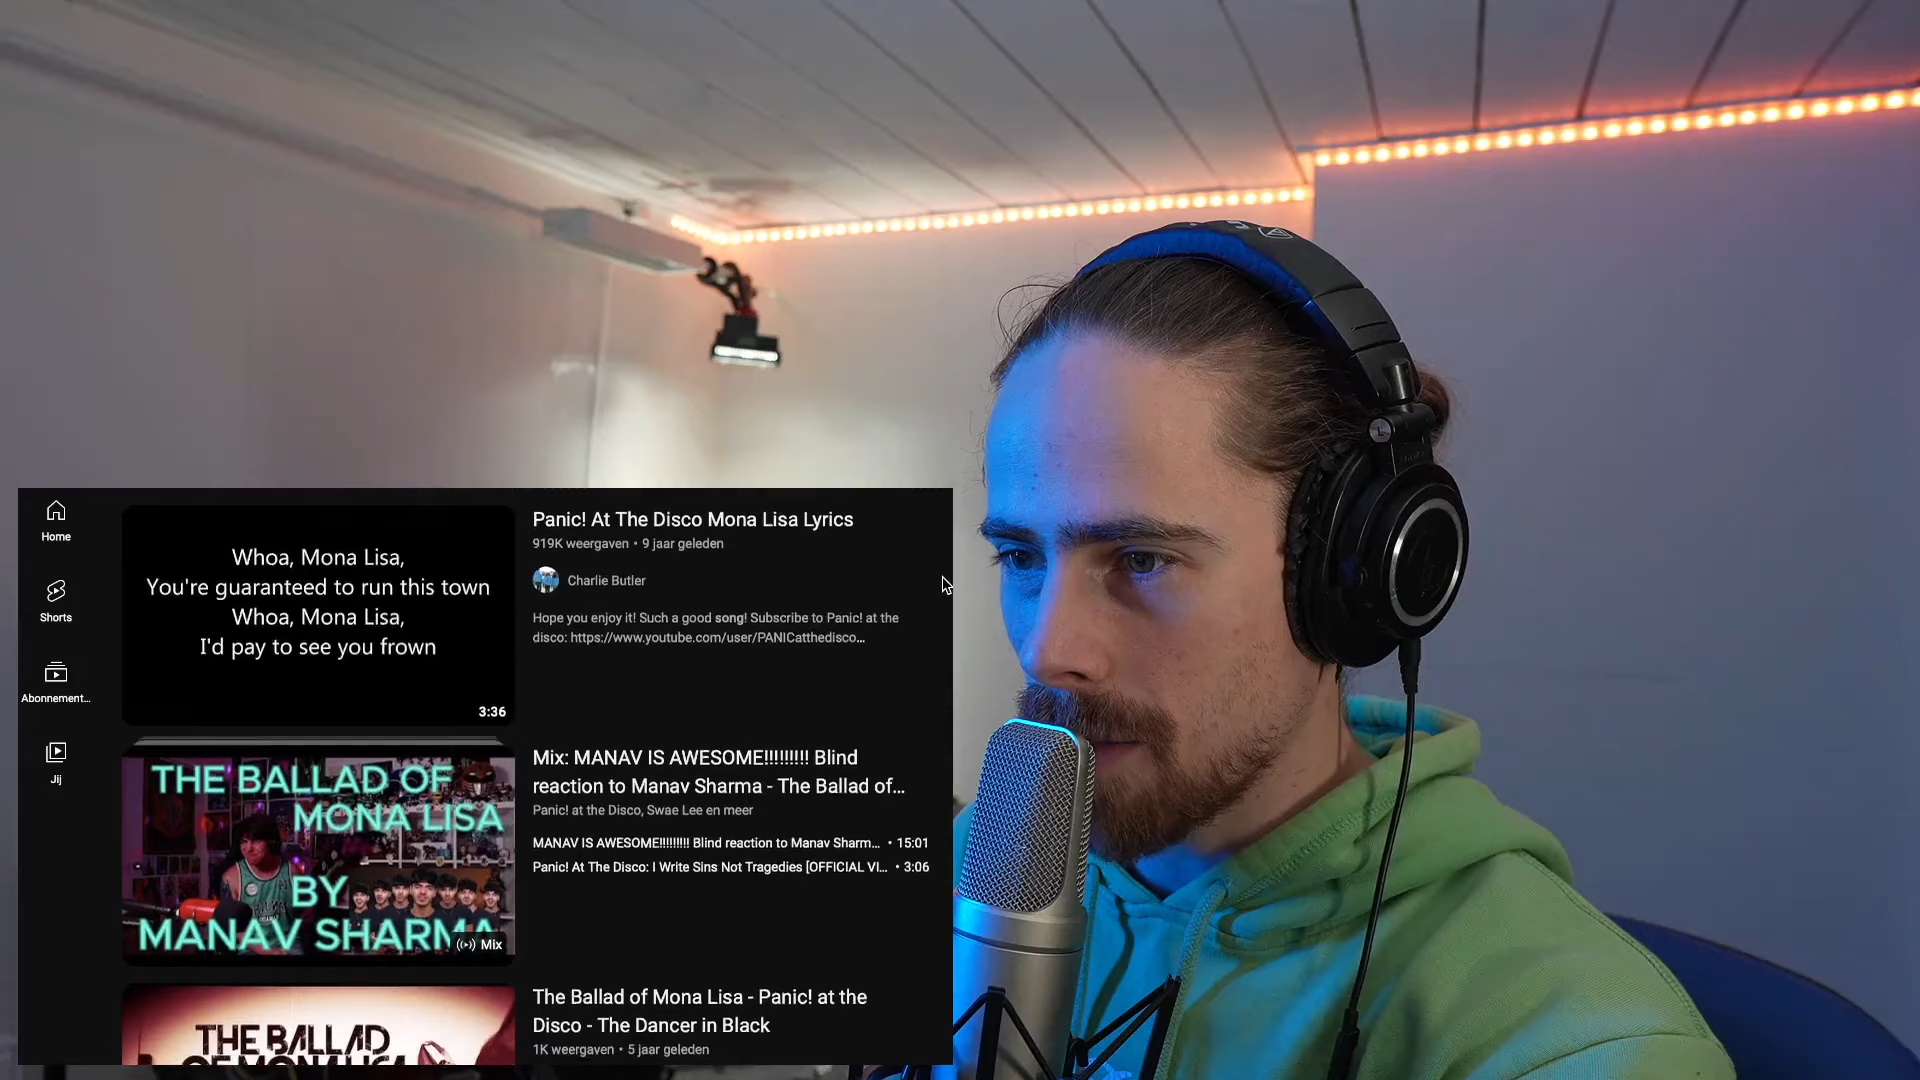 Home
Shorts
Abonnement...
Jij
Whoa, Mona Lisa,
You're guaranteed to run this town
Whoa, Mona Lisa,
I'd pay to see you frown
3:36
Panic! At The Disco Mona Lisa Lyrics
919K weergaven • 9 jaar geleden
Charlie Butler
Hope you enjoy it! Such a good song! Subscribe to Panic! at the
disco: https://www.youtube.com/user/PANICatthedisco...
THE BALLAD OF
MONA LISA
BY
MANAV SHARMA
Mix
Mix: MANAV IS AWESOME!!!!!!!!! Blind
reaction to Manav Sharma - The Ballad of...
Panic! at the Disco, Swae Lee en meer
MANAV IS AWESOME!!!!!!!!! Blind reaction to Manav Sharm... • 15:01
Panic! At The Disco: I Write Sins Not Tragedies [OFFICIAL VI... • 3:06
THE BALLAD
OF MONA LISA
The Ballad of Mona Lisa - Panic! at the
Disco - The Dancer in Black
1K weergaven • 5 jaar geleden
L